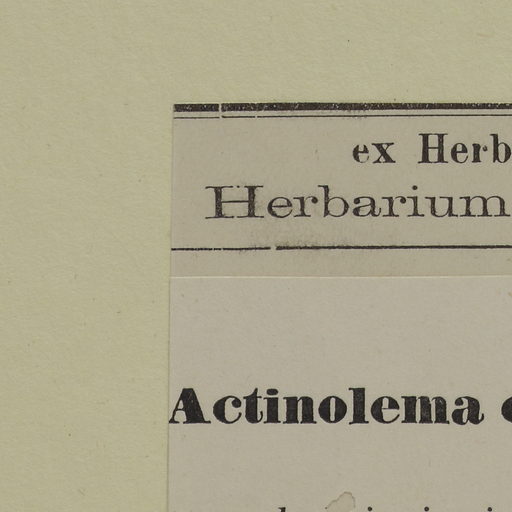 ex Herb
Herbarium
Actinolema